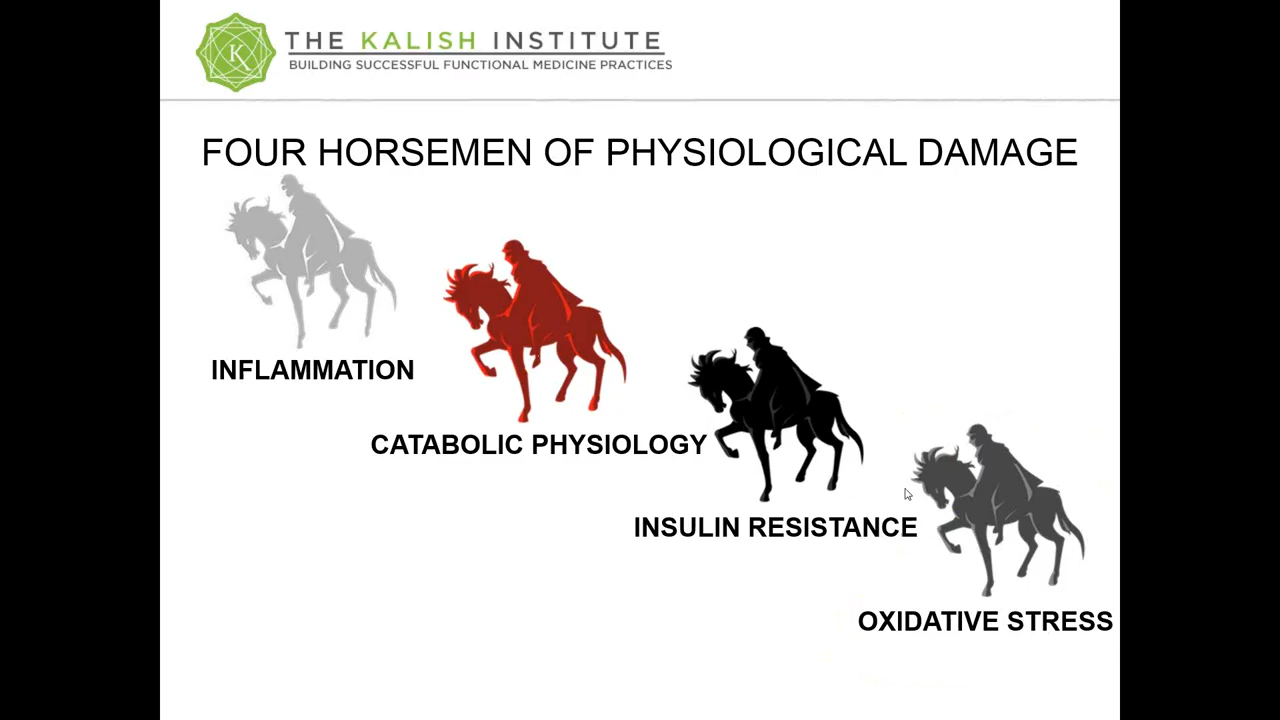 K
THE KALISH INSTITUTE
BUILDING SUCCESSFUL FUNCTIONAL MEDICINE PRACTICES
FOUR HORSEMEN OF PHYSIOLOGICAL DAMAGE
INFLAMMATION
CATABOLIC PHYSIOLOGY
INSULIN RESISTANCE
OXIDATIVE STRESS